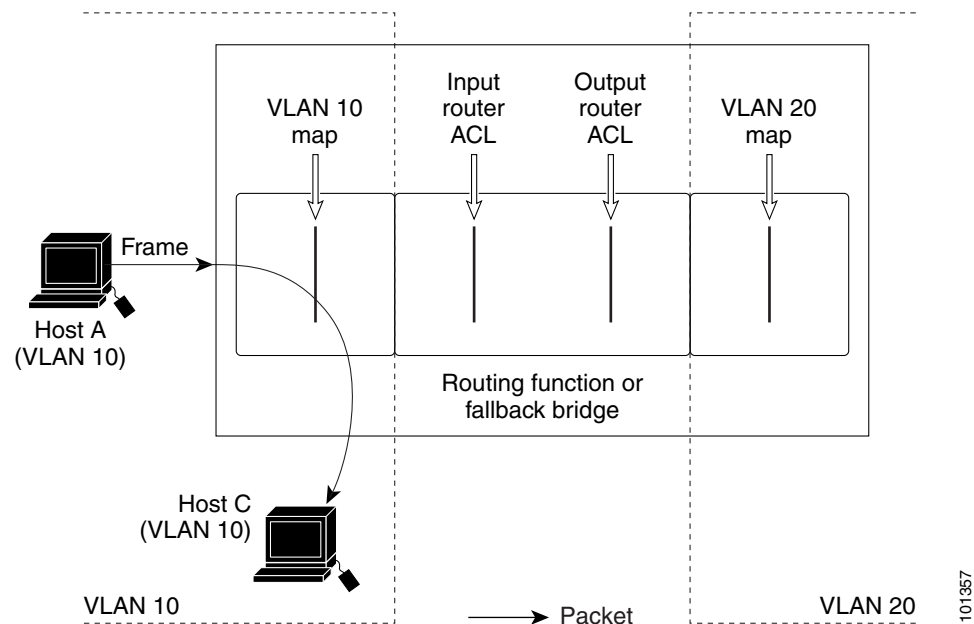 VLAN 10
map
Input
router
ACL
Output
router
ACL
VLAN 20
map
Frame
Host A
(VLAN 10)
Routing function or
fallback bridge
Host C
(VLAN 10)
VLAN 10
Packet
VLAN 20
101357